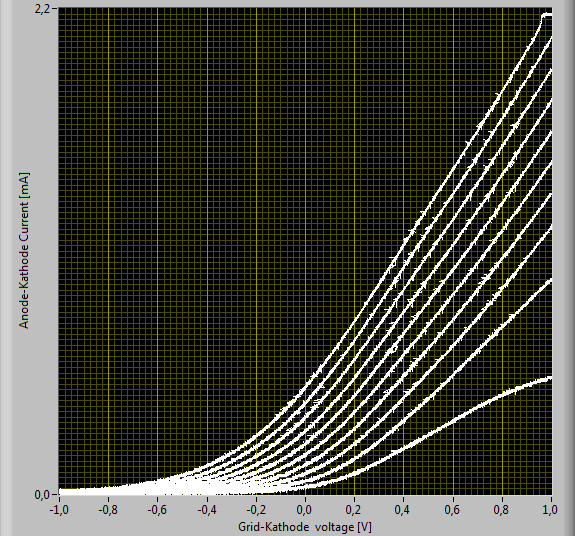 2,2
Anode-Kathode Current [mA]
0,0
-1,0 -0,8 -0,6 -0,4 -0,2 0,0 0,2 0,4 0,6 0,8 1,0
Grid-Kathode voltage [V]